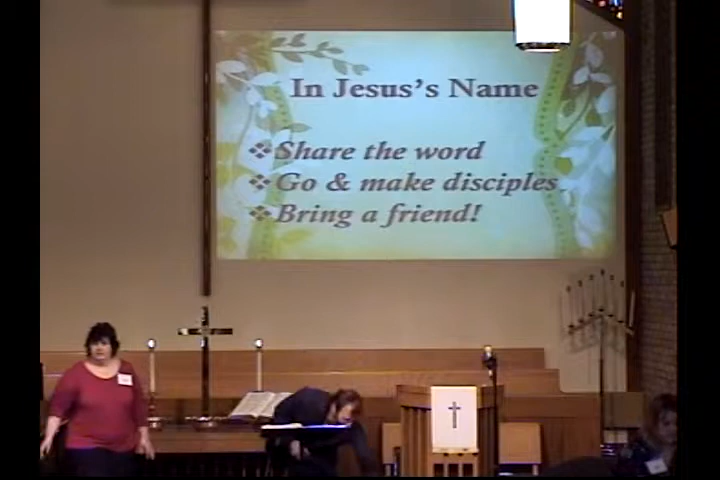 In Jesus's Name
❖Share the word
❖Go & make disciples
❖Bring a friend!